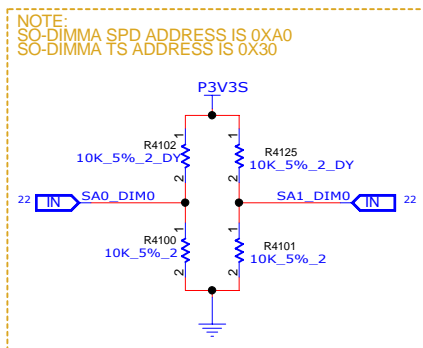 NOTE:
SO-DIMMA SPD ADDRESS IS 0XA0
SO-DIMMA TS ADDRESS IS 0X30
P3V3S
1 1
R4102 R4125
10K_5%_2_DY 10K_5%_2_DY
2 2
22 IN SA0_DIM0 SA1_DIM0 IN 22
1 1
R4100 R4101
10K_5%_2 10K_5%_2
2 2